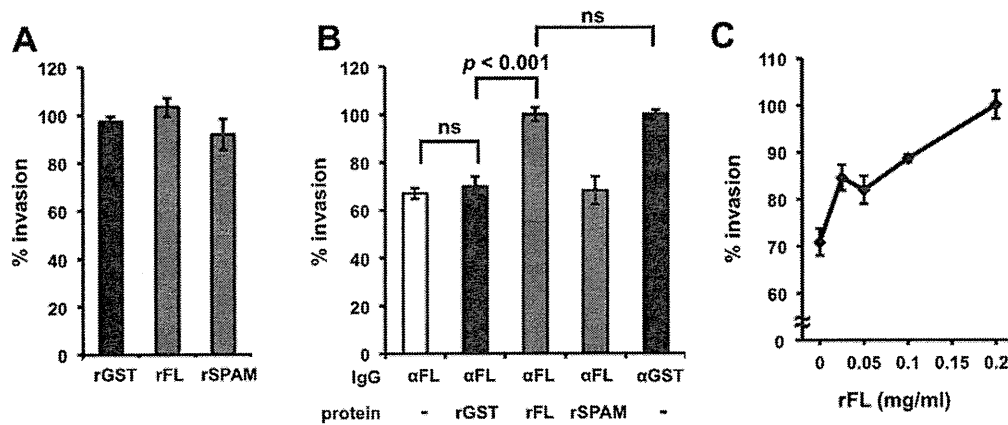 A
% invasion
120
100
80
60
40
20
0
rGST rFL rSPAM
B
ns
p < 0.001
ns
% invasion
120
100
80
60
40
20
0
IgG αFL αFL αFL αFL αGST
protein - rGST rFL rSPAM -
C
% invasion
110
100
90
80
70
60
0
0 0.05 0.1 0.2
rFL (mg/ml)